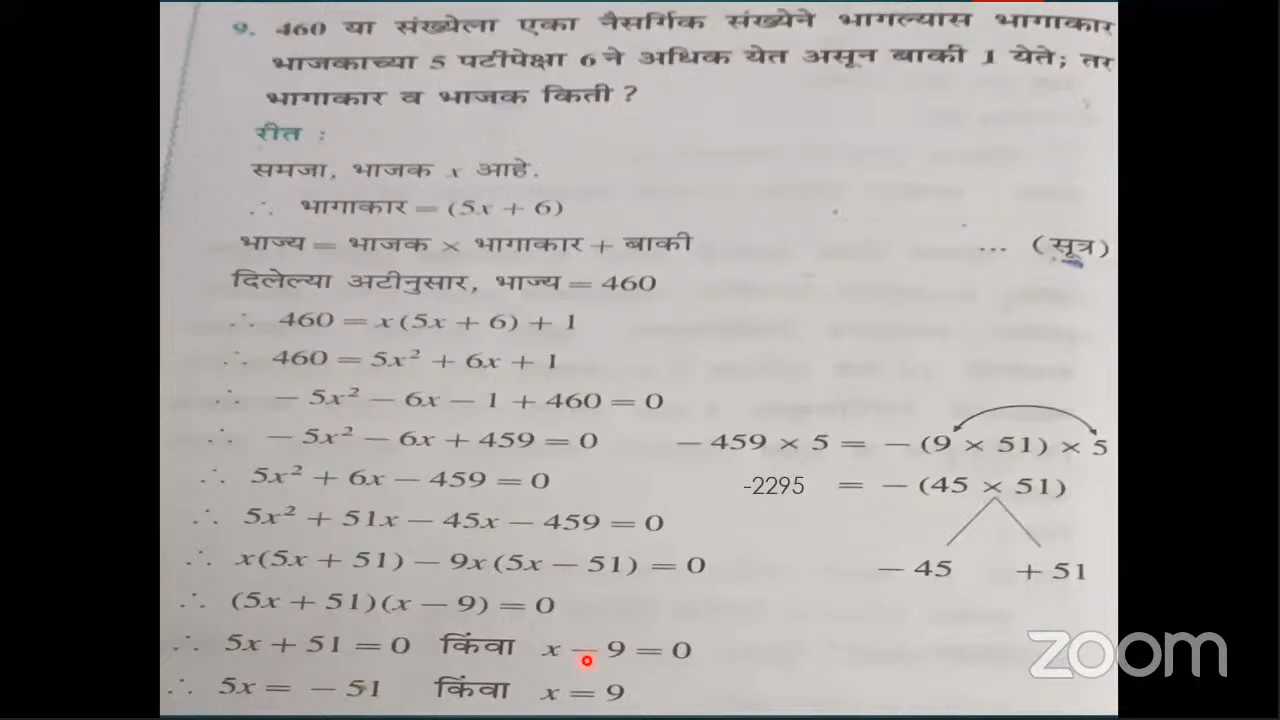 9. 460 या संख्येला एका नैसर्गिक संख्येने भागल्यास भागाकार
भाजकाच्या 5 पटीपेक्षा 6 ने अधिक येत असून बाकी 1 येते; तर
भागाकार व भाजक किती ?
रीत :
समजा, भाजक x आहे.
∴ भागाकार = (5x + 6)
भाज्य = भाजक × भागाकार + बाकी ... (सूत्र)
दिलेल्या अटीनुसार, भाज्य = 460
∴ 460 = x(5x + 6) + 1
∴ 460 = 5x² + 6x + 1
∴ − 5x² − 6x − 1 + 460 = 0
∴ − 5x² − 6x + 459 = 0 − 459 × 5 = − (9 × 51) × 5
∴ 5x² + 6x − 459 = 0 -2295 = − (45 × 51)
∴ 5x² + 51x − 45x − 459 = 0
∴ x(5x + 51) − 9x(5x − 51) = 0 − 45 + 51
∴ (5x + 51)(x − 9) = 0
∴ 5x + 51 = 0 किंवा x − 9 = 0
∴ 5x = − 51 किंवा x = 9
zoom